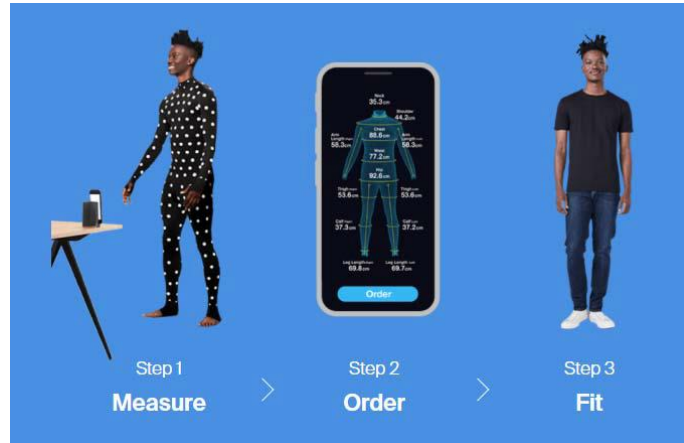 Neck
35.3cm
Shoulder
44.2cm
Arm
Length
58.3cm
Chest
88.8cm
Arm
Length
58.3cm
Waist
77.2cm
Hip
92.6cm
Thigh
53.6cm
Thigh
53.6cm
Calf
37.3cm
Calf
37.2cm
Leg Length
69.8cm
Leg Length
69.7cm
Order
Step 1
Measure
Step 2
Order
Step 3
Fit